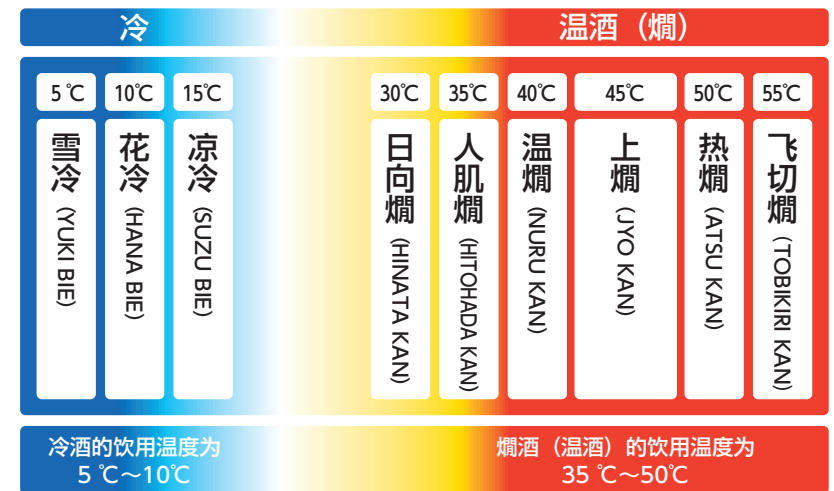 冷
温酒（燗）
5 ℃
10℃
15℃
30℃
35℃
40℃
45℃
50℃
55℃
雪冷 (YUKI BIE)
花冷 (HANA BIE)
凉冷 (SUZU BIE)
日向燗 (HINATA KAN)
人肌燗 (HITOHADA KAN)
温燗 (NURU KAN)
上燗 (JYO KAN)
热燗 (ATSU KAN)
飞切燗 (TOBIKIRI KAN)
冷酒的饮用温度为
5 ℃～10℃
燗酒（温酒）的饮用温度为
35 ℃～50℃